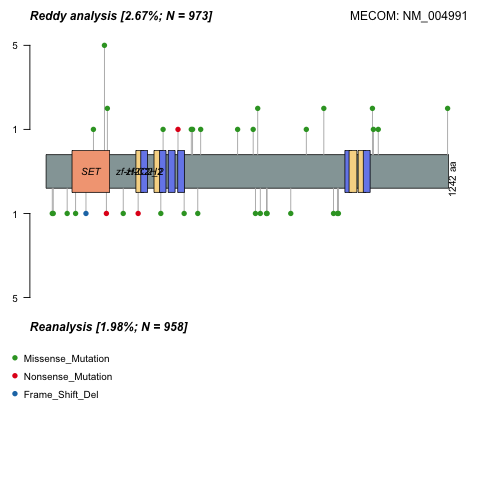 Reddy analysis [2.67%; N = 973]
MECOM: NM_004991
5
1
SET
1242 aa
1
5
Reanalysis [1.98%; N = 958]
Missense_Mutation
Nonsense_Mutation
Frame_Shift_Del